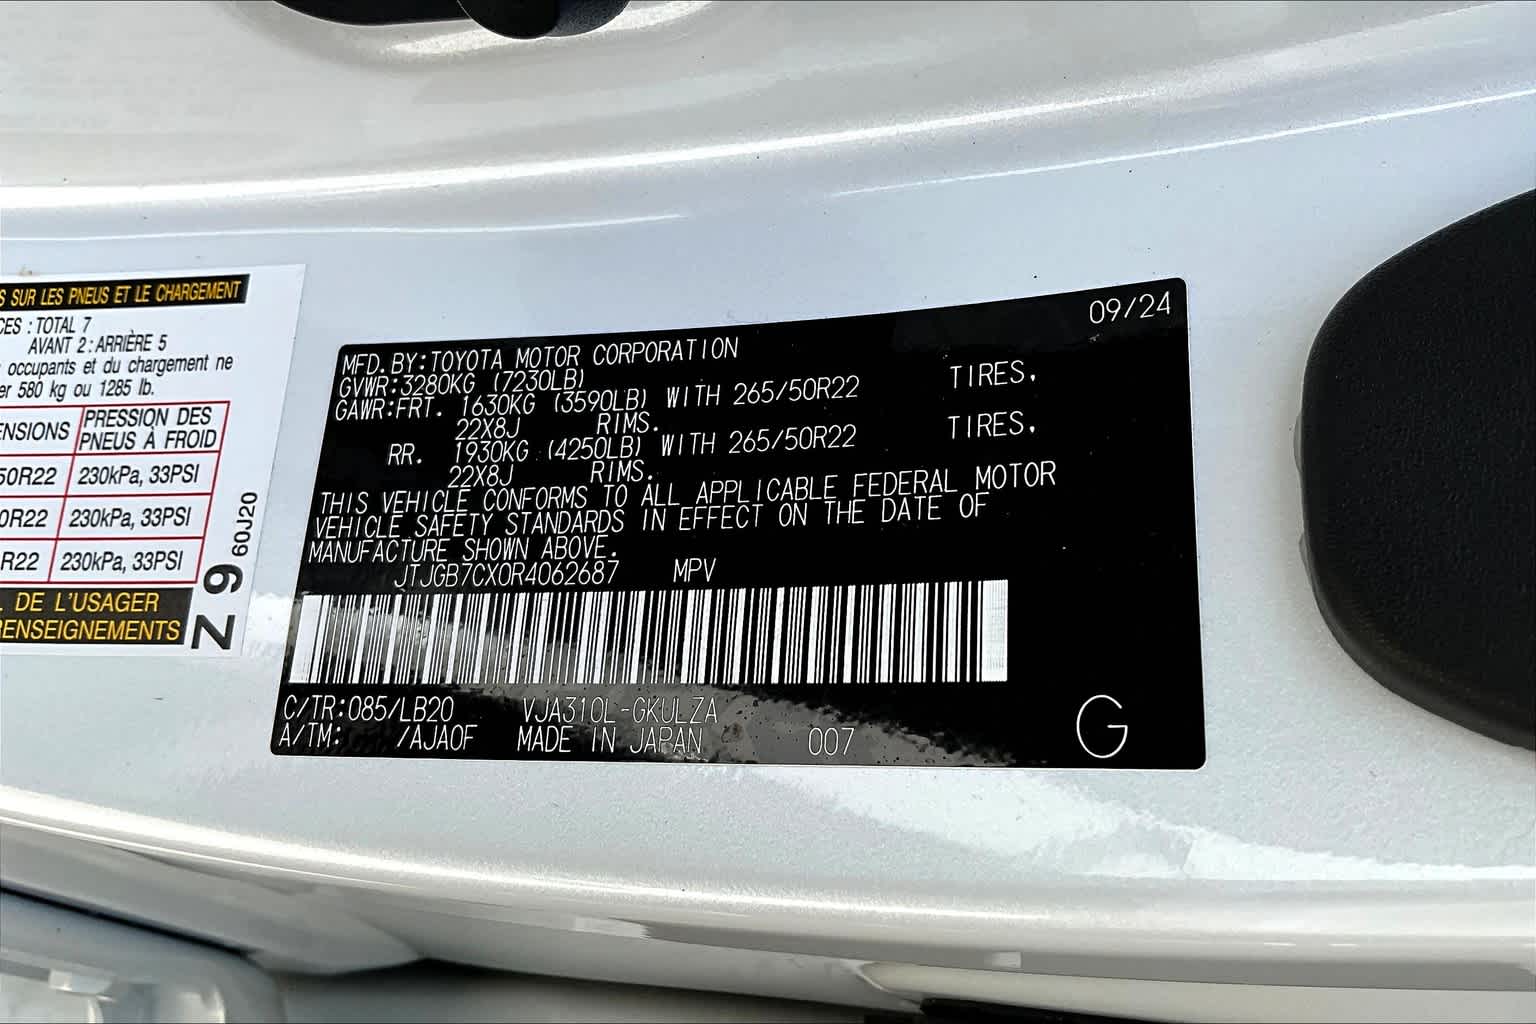 S SUR LES PNEUS ET LE CHARGEMENT
CES : TOTAL 7
AVANT 2 : ARRIÈRE 5
occupants et du chargement ne
er 580 kg ou 1285 lb.
ENSIONS PRESSION DES PNEUS À FROID
50R22 230kPa, 33PSI
0R22 230kPa, 33PSI
R22 230kPa, 33PSI
L DE L'USAGER
RENSEIGNEMENTS
Z 9 60J20
09/24
MFD. BY: TOYOTA MOTOR CORPORATION
GVWR: 3280KG (7230LB)
GAWR: FRT. 1630KG (3590LB) WITH 265/50R22 TIRES.
22X8J RIMS.
RR. 1930KG (4250LB) WITH 265/50R22 TIRES.
22X8J RIMS.
THIS VEHICLE CONFORMS TO ALL APPLICABLE FEDERAL MOTOR
VEHICLE SAFETY STANDARDS IN EFFECT ON THE DATE OF
MANUFACTURE SHOWN ABOVE.
JTJGB7CX0R4062687 MPV
C/TR: 085/LB20 VJA310L-GKULZA
A/TM: /AJA0F MADE IN JAPAN 007
G